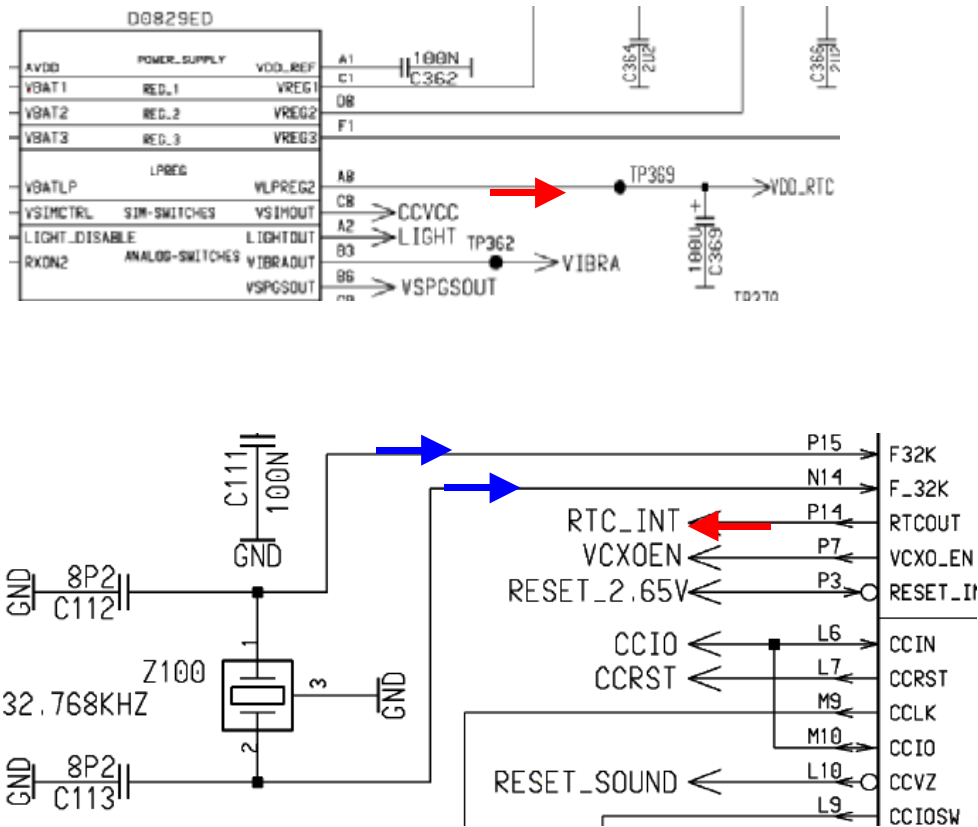 D0829ED
POWER_SUPPLY
AVDD VDD_REF A1 100N
C362
VBAT1 REG_1 VREG1 C1
VBAT2 REG_2 VREG2 D8
VBAT3 REG_3 VREG3 F1
C364 2U2
C366 2U2
LPREG
VBATLP VLPREG2 A8 TP369 VDD_RTC
VSIMCTRL SIM-SWITCHES VSIMOUT C8 CCVCC
LIGHT_DISABLE LIGHTOUT A2 LIGHT TP362
RXON2 ANALOG-SWITCHES VIBRAOUT B3 VIBRA
VSPGSOUT B6 VSPGSOUT
C9
+
100U C369
TP370
C111 100N
GND
P15 F32K
N14 F_32K
RTC_INT P14 RTCOUT
VCXOEN P7 VCXO_EN
RESET_2.65V P3 RESET_IN
CCIO L6 CCIN
CCRST L7 CCRST
M9 CCLK
M10 CCIO
RESET_SOUND L10 CCVZ
L9 CCIOSW
GND 8P2
C112
1
Z100
32.768KHZ
3 GND
2
GND 8P2
C113